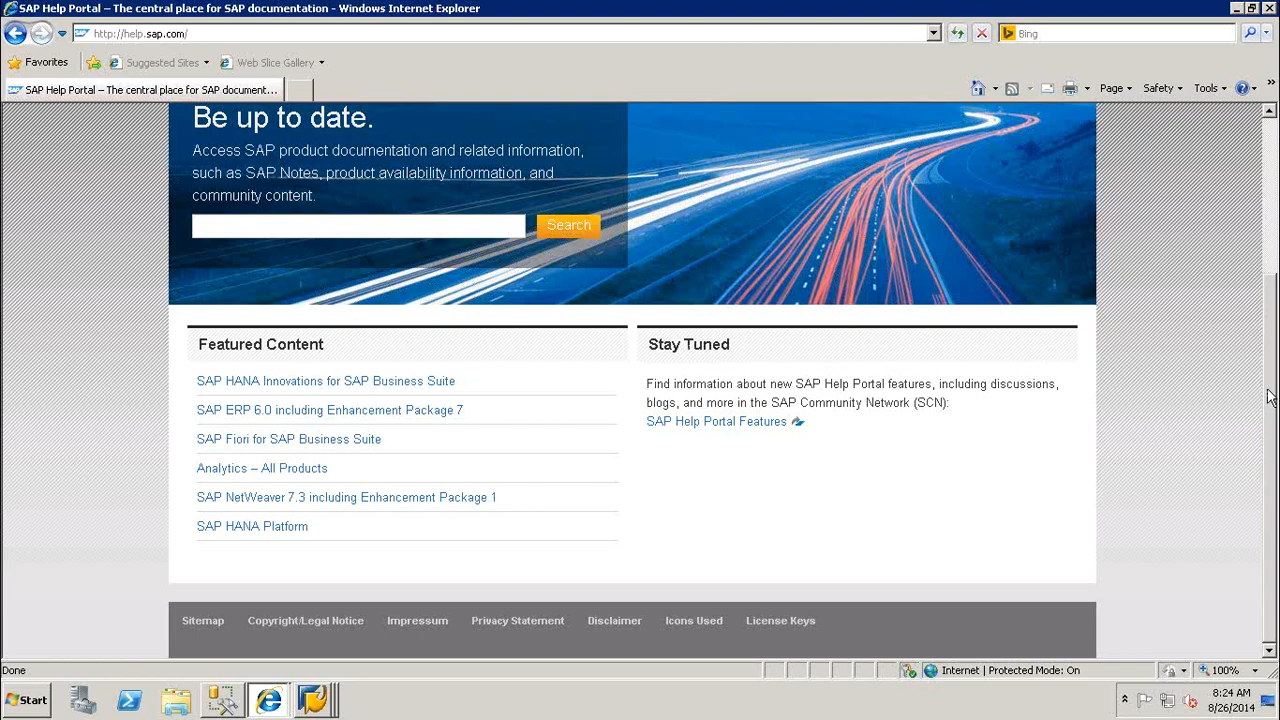 SAP Help Portal – The central place for SAP documentation - Windows Internet Explorer
http://help.sap.com/
Bing
Favorites
Suggested Sites
Web Slice Gallery
SAP Help Portal – The central place for SAP document...
Page
Safety
Tools
Be up to date.
Access SAP product documentation and related information,
such as SAP Notes, product availability information, and
community content.
Search
Featured Content
SAP HANA Innovations for SAP Business Suite
SAP ERP 6.0 including Enhancement Package 7
SAP Fiori for SAP Business Suite
Analytics – All Products
SAP NetWeaver 7.3 including Enhancement Package 1
SAP HANA Platform
Stay Tuned
Find information about new SAP Help Portal features, including discussions,
blogs, and more in the SAP Community Network (SCN):
SAP Help Portal Features
Sitemap
Copyright/Legal Notice
Impressum
Privacy Statement
Disclaimer
Icons Used
License Keys
Done
Internet | Protected Mode: On
100%
Start
8:24 AM
8/26/2014